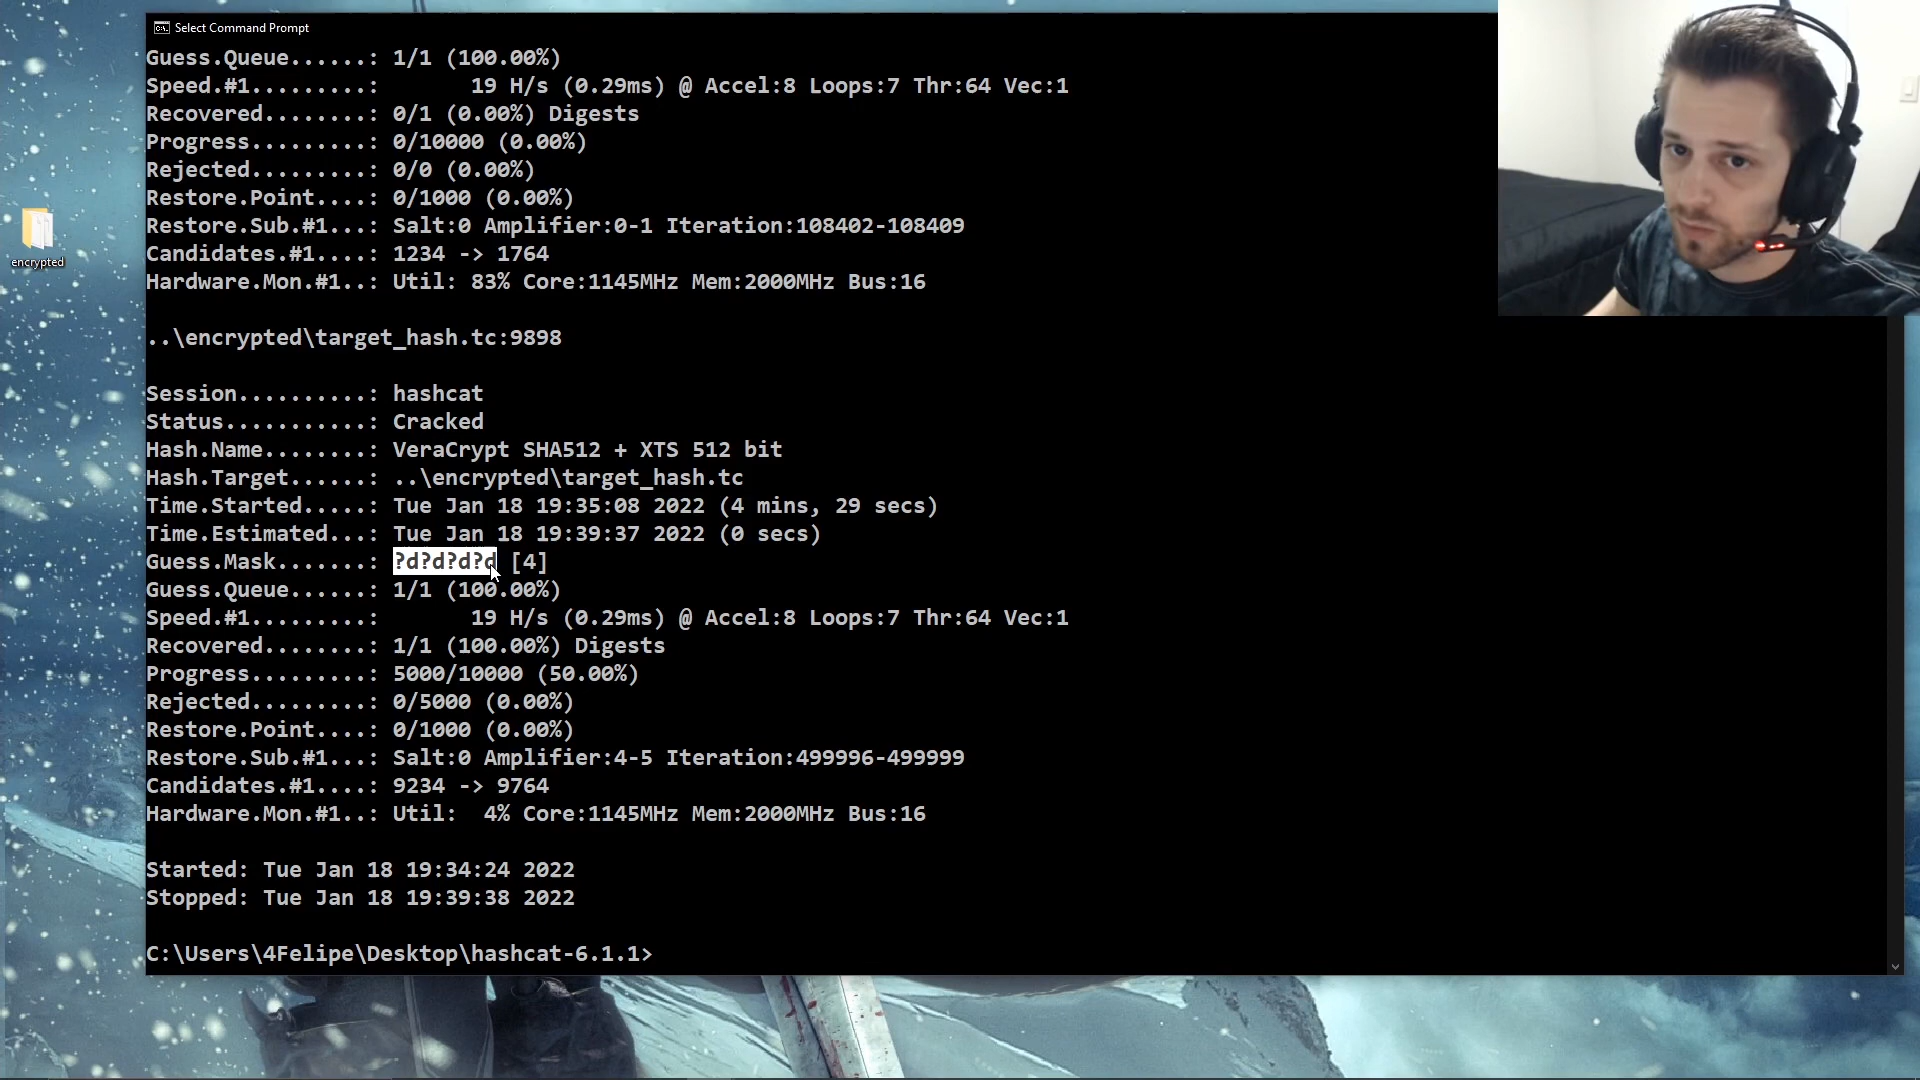 Select Command Prompt
Guess.Queue......: 1/1 (100.00%)
Speed.#1.........:       19 H/s (0.29ms) @ Accel:8 Loops:7 Thr:64 Vec:1
Recovered........: 0/1 (0.00%) Digests
Progress.........: 0/10000 (0.00%)
Rejected.........: 0/0 (0.00%)
Restore.Point....: 0/1000 (0.00%)
Restore.Sub.#1...: Salt:0 Amplifier:0-1 Iteration:108402-108409
Candidates.#1....: 1234 -> 1764
Hardware.Mon.#1..: Util: 83% Core:1145MHz Mem:2000MHz Bus:16
..\encrypted\target_hash.tc:9898
Session..........: hashcat
Status...........: Cracked
Hash.Name........: VeraCrypt SHA512 + XTS 512 bit
Hash.Target......: ..\encrypted\target_hash.tc
Time.Started.....: Tue Jan 18 19:35:08 2022 (4 mins, 29 secs)
Time.Estimated...: Tue Jan 18 19:39:37 2022 (0 secs)
Guess.Mask.......: ?d?d?d?d [4]
Guess.Queue......: 1/1 (100.00%)
Speed.#1.........:       19 H/s (0.29ms) @ Accel:8 Loops:7 Thr:64 Vec:1
Recovered........: 1/1 (100.00%) Digests
Progress.........: 5000/10000 (50.00%)
Rejected.........: 0/5000 (0.00%)
Restore.Point....: 0/1000 (0.00%)
Restore.Sub.#1...: Salt:0 Amplifier:4-5 Iteration:499996-499999
Candidates.#1....: 9234 -> 9764
Hardware.Mon.#1..: Util:  4% Core:1145MHz Mem:2000MHz Bus:16
Started: Tue Jan 18 19:34:24 2022
Stopped: Tue Jan 18 19:39:38 2022
C:\Users\4Felipe\Desktop\hashcat-6.1.1>
encrypted